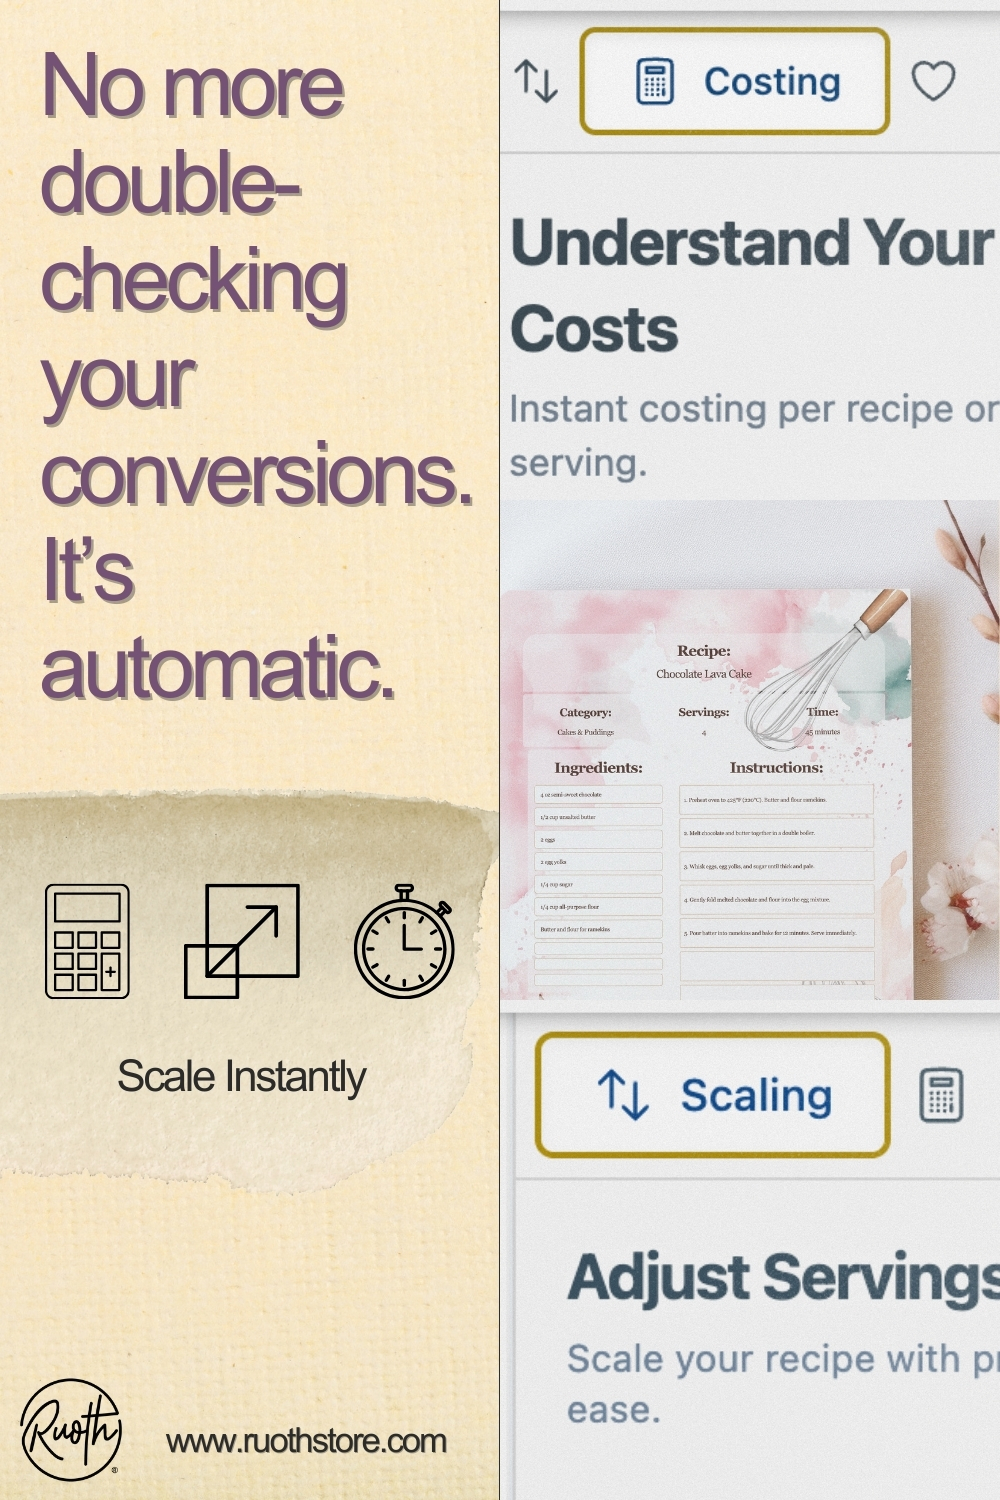 No more
double-
checking
your
conversions.
It's
automatic.
Scale Instantly
Ruoth
®
www.ruothstore.com
Costing
Understand Your
Costs
Instant costing per recipe or
serving.
Recipe:
Chocolate Lava Cake
Category:
Servings:
Time:
Cakes & Puddings
4
45 minutes
Ingredients:
4 oz semi-sweet chocolate
1/2 cup unsalted butter
2 eggs
2 egg yolks
1/4 cup sugar
1/4 cup all-purpose flour
Butter and flour for ramekins
Instructions:
1. Preheat oven to 425°F (220°C). Butter and flour ramekins
2. Melt chocolate and butter together in a double boiler.
3. Whisk eggs, egg yolks, and sugar until thick and pale.
4. Gently fold melted chocolate and flour into the egg mixture.
5. Pour batter into ramekins and bake for 12 minutes. Serve immediately.
Scaling
Adjust Servings
Scale your recipe with pr
ease.